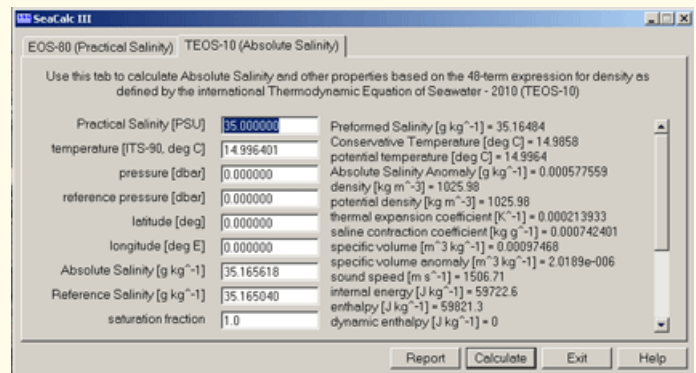 SeaCalc III
EOS-80 (Practical Salinity) TEOS-10 (Absolute Salinity)
Use this tab to calculate Absolute Salinity and other properties based on the 48-term expression for density as
defined by the international Thermodynamic Equation of Seawater - 2010 (TEOS-10)
Practical Salinity [PSU] 35.000000
temperature [ITS-90, deg C] 14.996401
pressure [dbar] 0.000000
reference pressure [dbar] 0.000000
latitude [deg] 0.000000
longitude [deg E] 0.000000
Absolute Salinity [g kg^-1] 35.165618
Reference Salinity [g kg^-1] 35.165040
saturation fraction 1.0
Preformed Salinity [g kg^-1] = 35.16484
Conservative Temperature [deg C] = 14.9858
potential temperature [deg C] = 14.9964
Absolute Salinity Anomaly [g kg^-1] = 0.000577559
density [kg m^-3] = 1025.98
potential density [kg m^-3] = 1025.98
thermal expansion coefficient [K^-1] = 0.000213933
saline contraction coefficient [kg g^-1] = 0.000742401
specific volume [m^3 kg^-1] = 0.00097468
specific volume anomaly [m^3 kg^-1] = 2.0189e-006
sound speed [m s^-1] = 1506.71
internal energy [J kg^-1] = 59722.6
enthalpy [J kg^-1] = 59821.3
dynamic enthalpy [J kg^-1] = 0
Report Calculate Exit Help